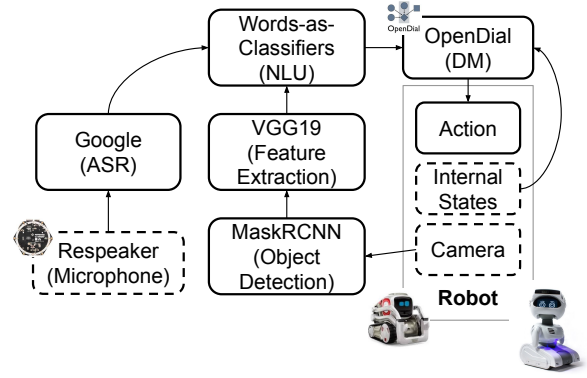 Words-as-
Classifiers
(NLU)
OpenDial
OpenDial
(DM)
Google
(ASR)
VGG19
(Feature
Extraction)
Action
Internal
States
Respeaker
(Microphone)
MaskRCNN
(Object
Detection)
Camera
Robot